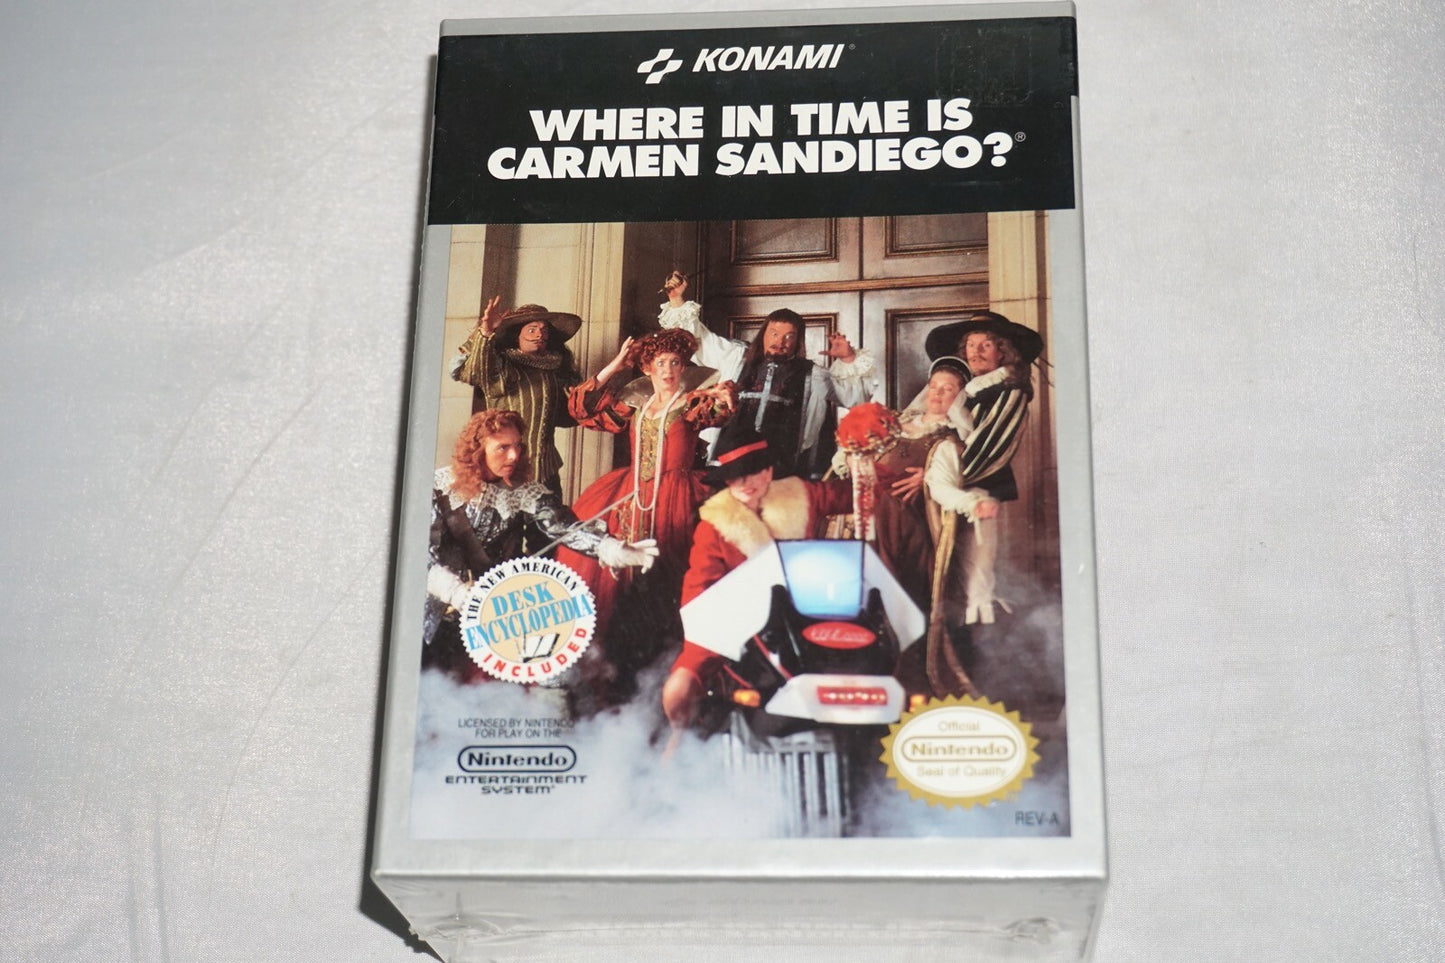 KONAMI®
WHERE IN TIME IS
CARMEN SANDIEGO?®
THE NEW AMERICAN
DESK
ENCYCLOPEDIA
INCLUDED
LICENSED BY NINTENDO
FOR PLAY ON THE
Nintendo
ENTERTAINMENT
SYSTEM®
Official
Nintendo
Seal of Quality
REV-A